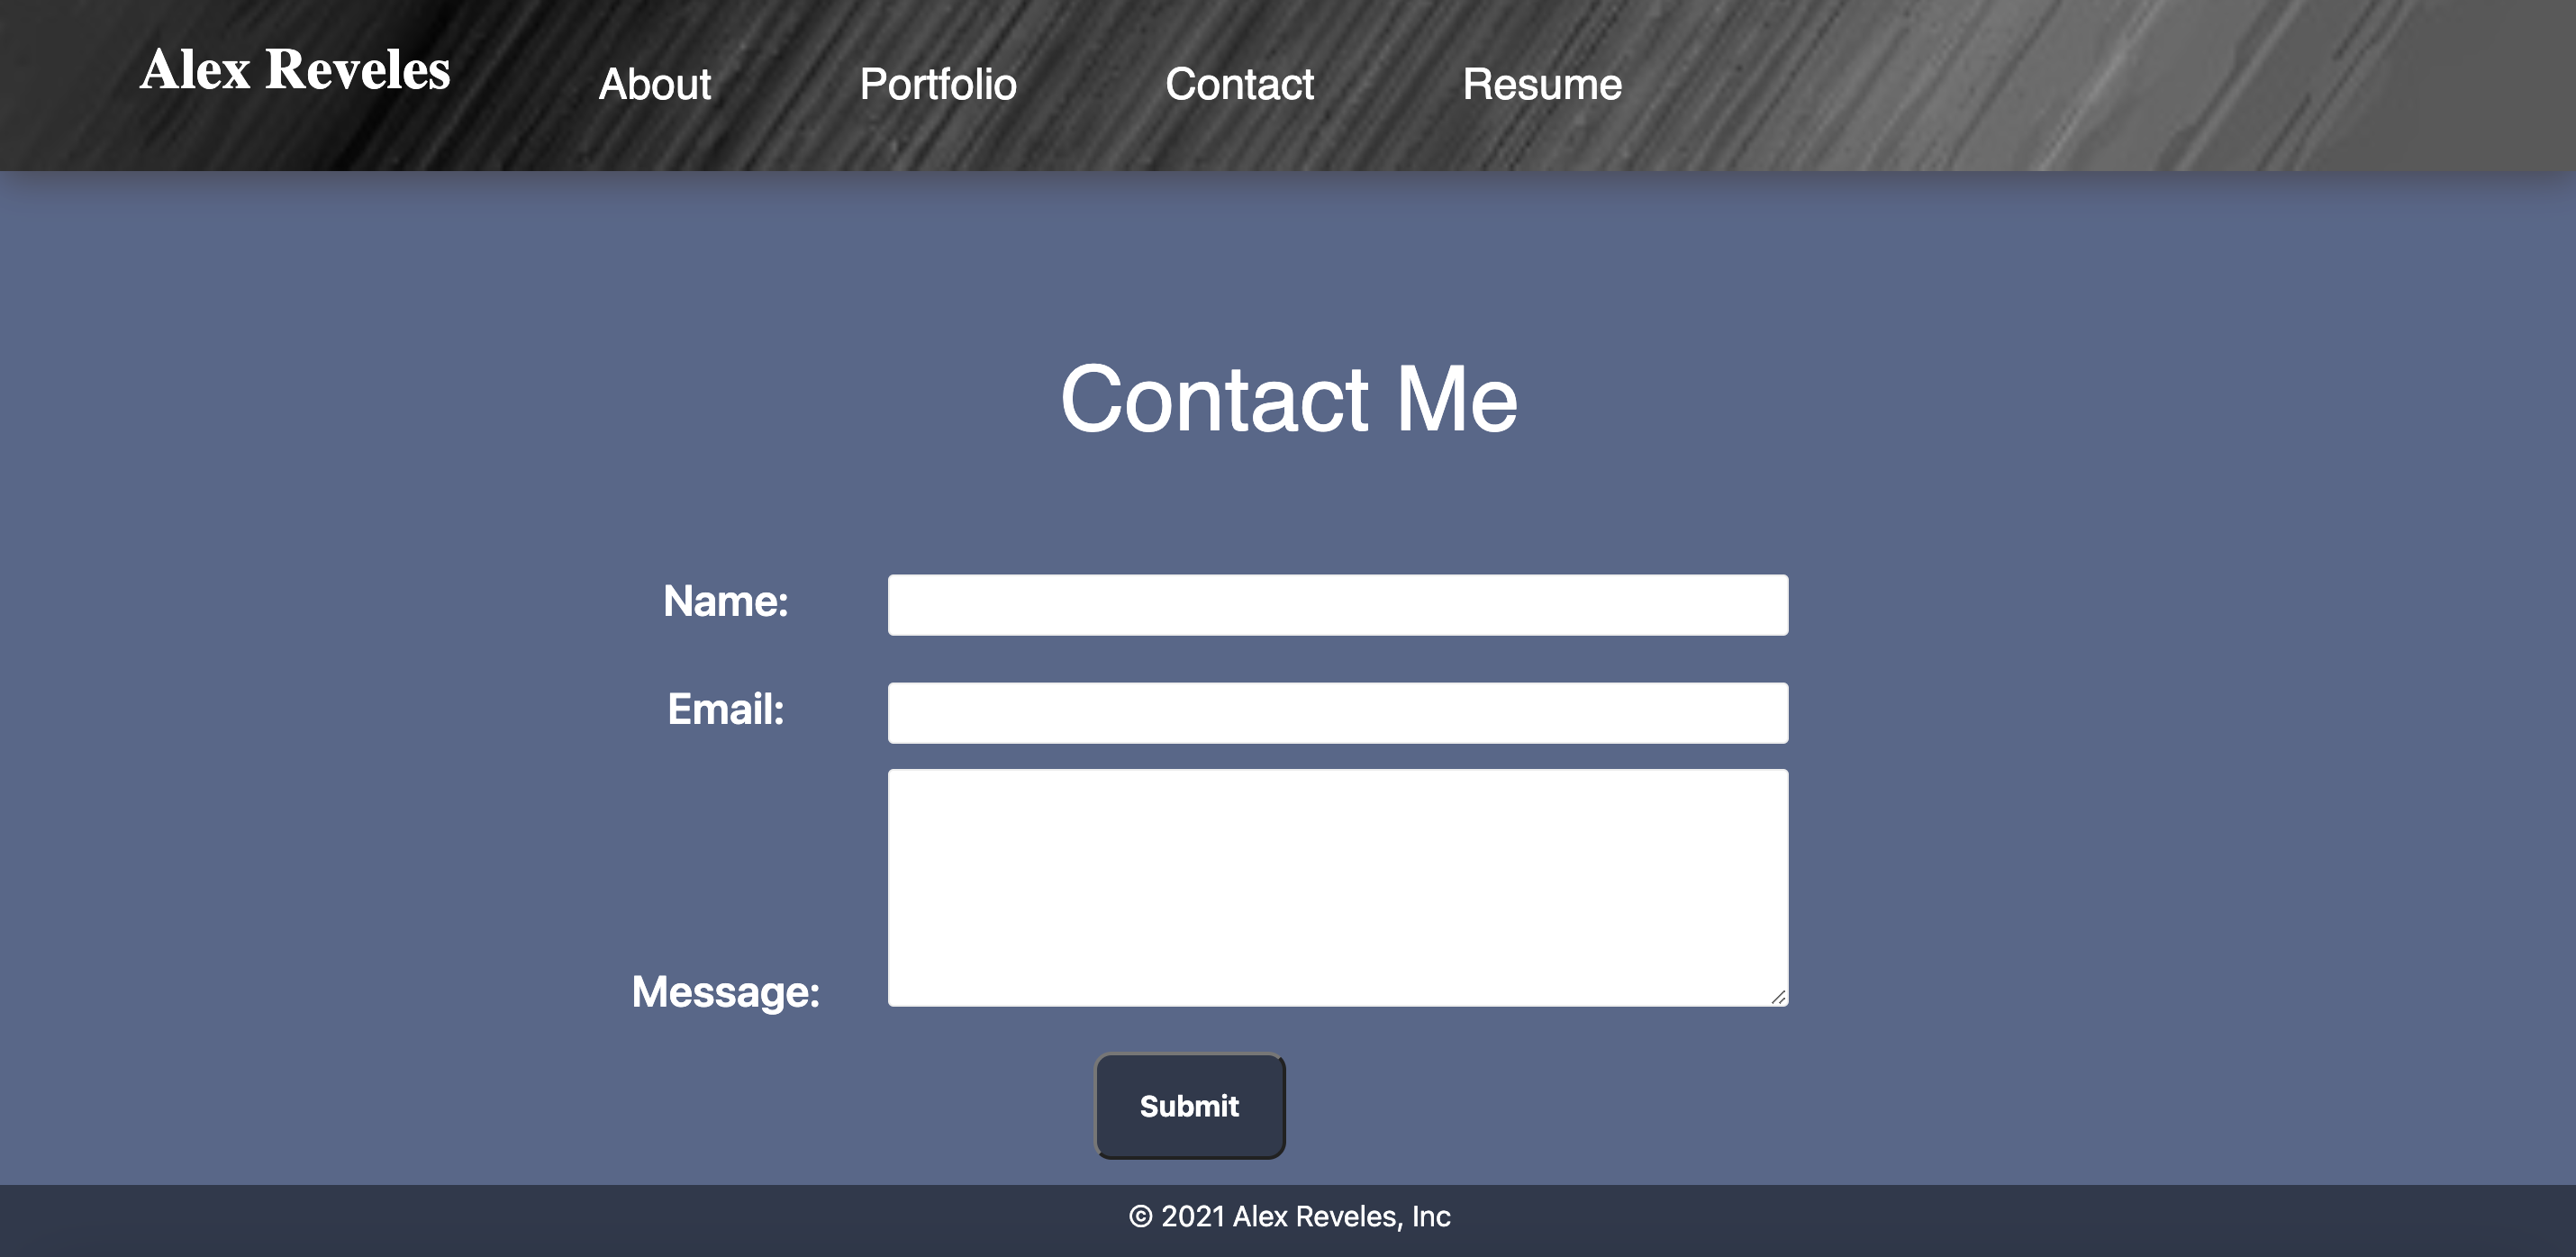 Alex Reveles
About Portfolio Contact Resume
Contact Me
Name:
Email:
Message:
Submit
© 2021 Alex Reveles, Inc